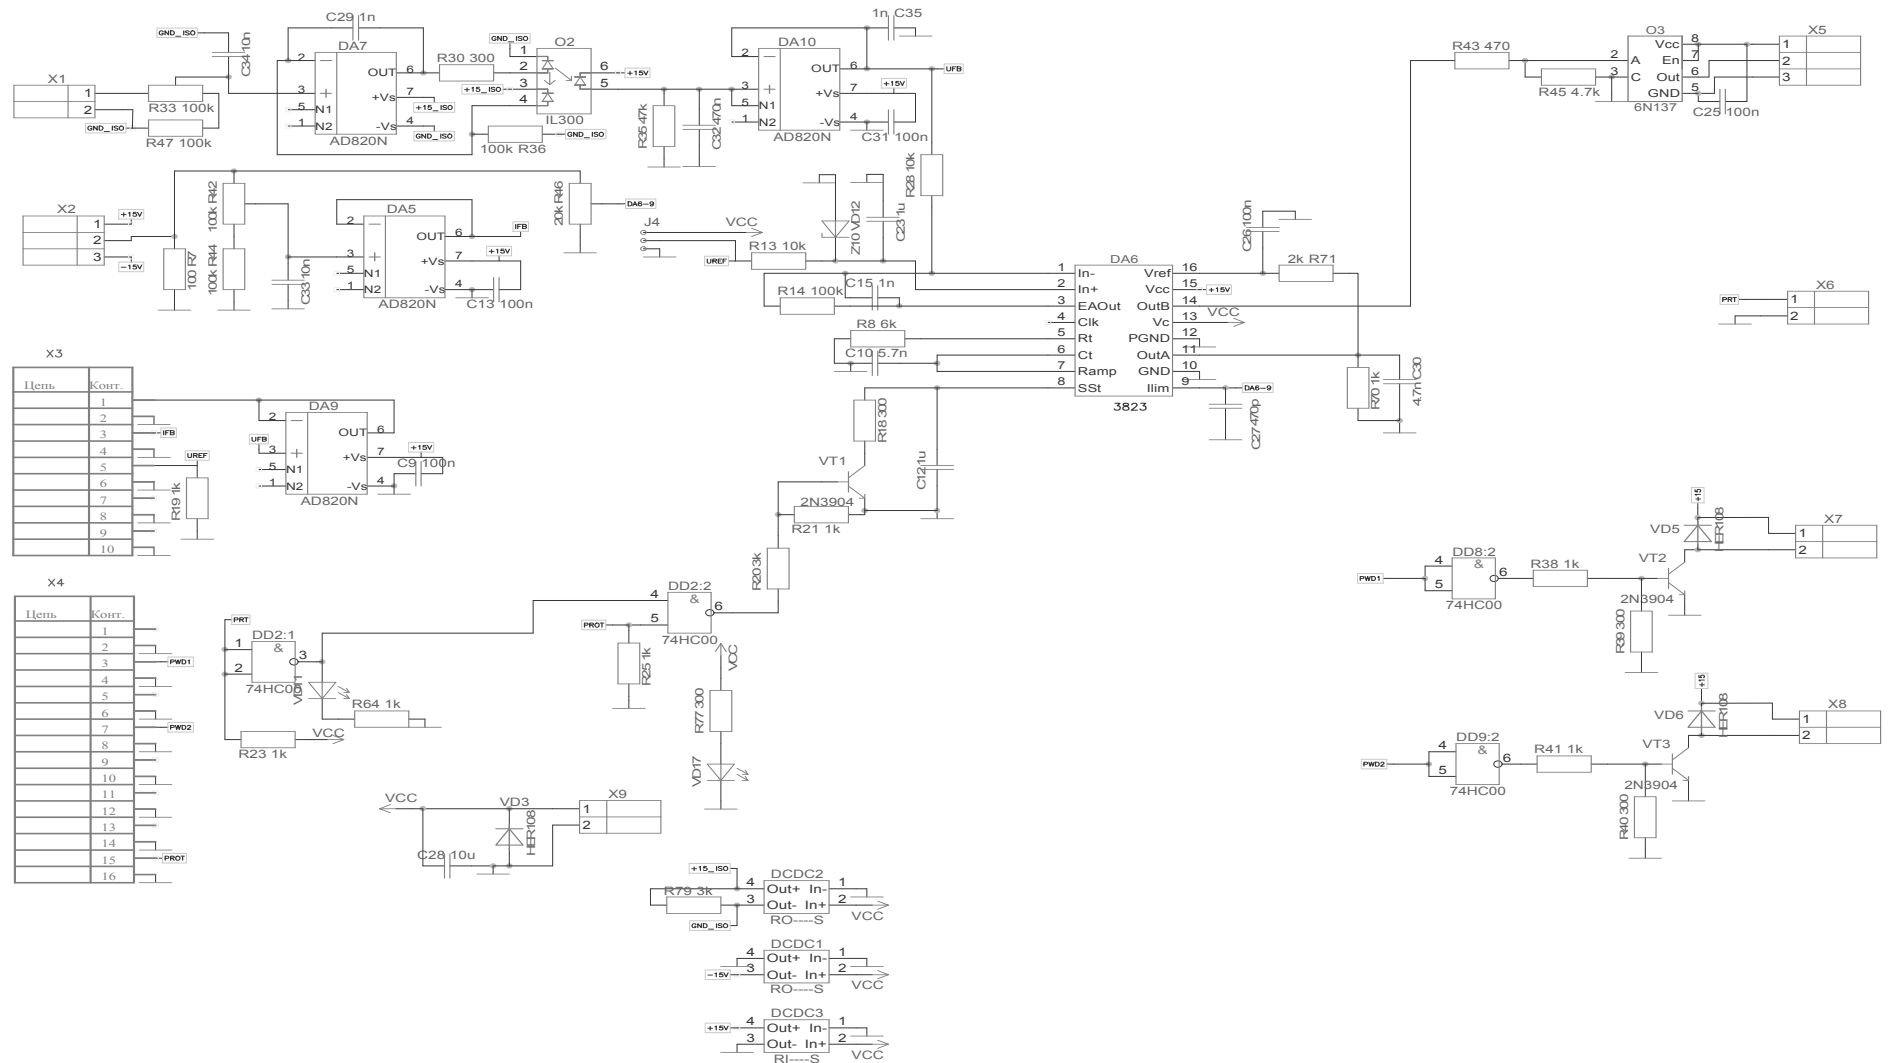 C29 1n
1n C35
GND_ISO
C34 10n
DA7
GND_ISO
O2
DA10
O3
X5
R30 300
R43 470
2
OUT
6
1
2
+15_ISO
3
4
6
+15V
5
2
OUT
6
UFB
2
A
3
C
Vcc
8
En
7
Out
6
GND
5
1
2
3
X1
1
2
R33 100k
GND_ISO
R47 100k
3
5
N1
1
N2
+Vs
7
+15_ISO
-Vs
4
GND_ISO
AD820N
IL300
100k R36
GND_ISO
R35 47k
C32 470n
3
5
N1
1
N2
+Vs
7
-Vs
4
AD820N
C31 100n
R45 4.7k
6N137
C25 100n
R28 10k
X2
+15V
1
2
3
-15V
100 R7
100k R42
100k R44
C33 10n
DA5
2
OUT
6
IFB
3
5
N1
1
N2
+Vs
7
+15V
-Vs
4
AD820N
C13 100n
20k R46
DA6-9
J4
VCC
UREF
R13 10k
Z10 VD12
C23 1u
C26 100n
DA6
2k R71
1
In-
Vref
16
2
In+
Vcc
15
+15V
3
EAOut
OutB
14
4
Clk
Vc
13
VCC
5
Rt
PGND
12
6
Ct
OutA
11
7
Ramp
GND
10
8
SSt
Ilim
9
DA6-9
3823
R14 100k
C15 1n
R8 6k
C10 5.7n
R70 1k
4.7n C30
C27 470p
X6
PRT
1
2
X3
Цепь
Конт.
1
2
3
IFB
4
5
UREF
6
7
8
9
10
R19 1k
DA9
2
OUT
6
UFB
3
5
N1
1
N2
+Vs
7
+15V
-Vs
4
C9 100n
AD820N
R18 300
VT1
2N3904
C12 1u
R21 1k
R20 3k
+15
VD5
HER108
X7
1
2
DD8:2
PWD1
4
5
&
6
74HC00
R38 1k
VT2
2N3904
R39 300
X4
Цепь
Конт.
1
2
3
PWD1
4
5
6
7
PWD2
8
9
10
11
12
13
14
15
PROT
16
PRT
DD2:1
1
2
&
3
R64 1k
R23 1k
VCC
DD2:2
4
5
&
6
PROT
74HC00
R25 1k
VCC
R77 300
VD17
+15
VD6
HER108
X8
1
2
DD9:2
PWD2
4
5
&
6
74HC00
R41 1k
VT3
2N3904
R40 300
VCC
VD3
HER108
X9
1
2
C28 10u
+15_ISO
R79 3k
GND_ISO
DCDC2
4
Out+ In-
1
3
Out- In+
2
VCC
RO----S
DCDC1
4
Out+ In-
1
-15V
3
Out- In+
2
VCC
RO----S
DCDC3
+15V
4
Out+ In-
1
3
Out- In+
2
VCC
RI----S